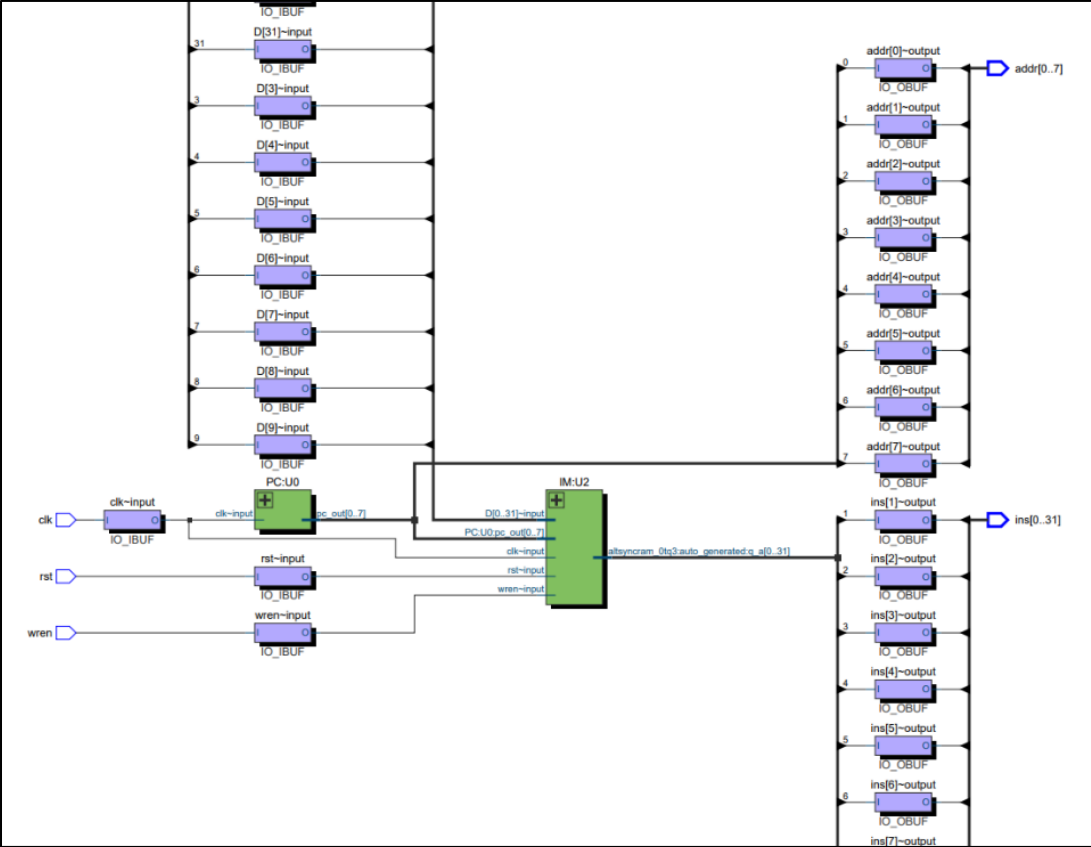 IO_IBUF
D[31]~input
31
I O
IO_IBUF
D[3]~input
3
I O
IO_IBUF
D[4]~input
4
I O
IO_IBUF
D[5]~input
5
I O
IO_IBUF
D[6]~input
6
I O
IO_IBUF
D[7]~input
7
I O
IO_IBUF
D[8]~input
8
I O
IO_IBUF
D[9]~input
9
I O
IO_IBUF
addr[0]~output
0
I O
IO_OBUF
addr[0..7]
addr[1]~output
1
I O
IO_OBUF
addr[2]~output
2
I O
IO_OBUF
addr[3]~output
3
I O
IO_OBUF
addr[4]~output
4
I O
IO_OBUF
addr[5]~output
5
I O
IO_OBUF
addr[6]~output
6
I O
IO_OBUF
addr[7]~output
7
I O
IO_OBUF
clk
clk~input
I O
IO_IBUF
PC:U0
clk~input
pc_out[0..7]
rst
rst~input
I O
IO_IBUF
wren
wren~input
I O
IO_IBUF
IM:U2
D[0..31]~input
PC:U0:pc_out[0..7]
clk~input
rst~input
wren~input
altsyncram_0tq3:auto_generated:q_a[0..31]
ins[1]~output
1
I O
IO_OBUF
ins[0..31]
ins[2]~output
2
I O
IO_OBUF
ins[3]~output
3
I O
IO_OBUF
ins[4]~output
4
I O
IO_OBUF
ins[5]~output
5
I O
IO_OBUF
ins[6]~output
6
I O
IO_OBUF
ins[7]~output